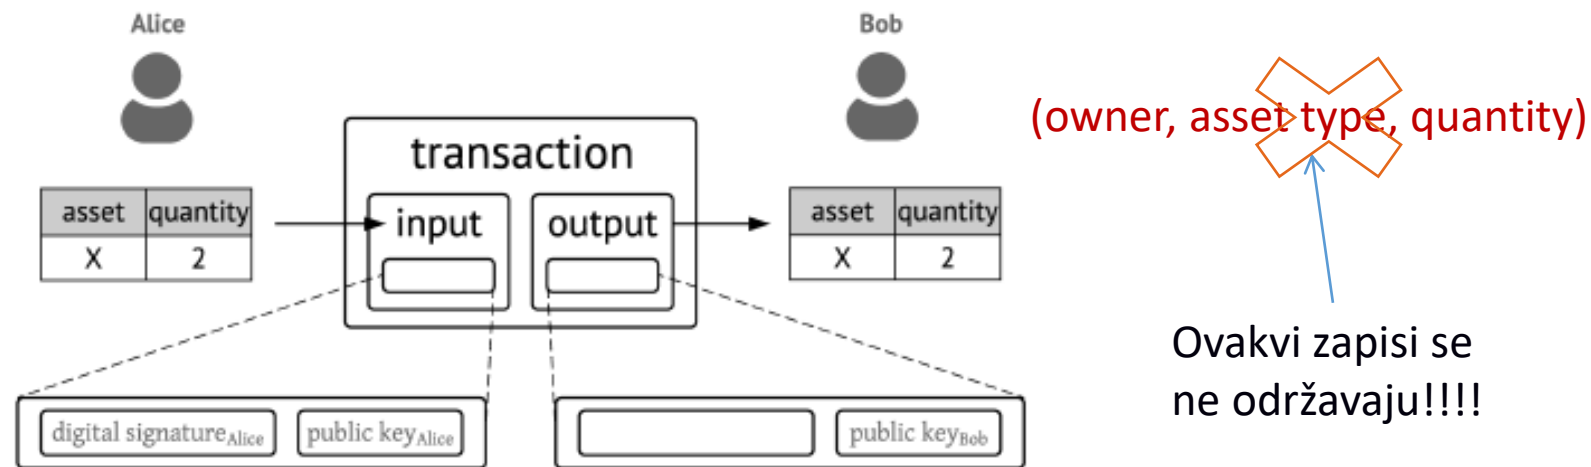 Alice
Bob
(owner, asset type, quantity)
transaction
asset quantity
X 2
input
output
asset quantity
X 2
Ovakvi zapisi se
ne održavaju!!!!
digital signatureAlice
public keyAlice
public keyBob